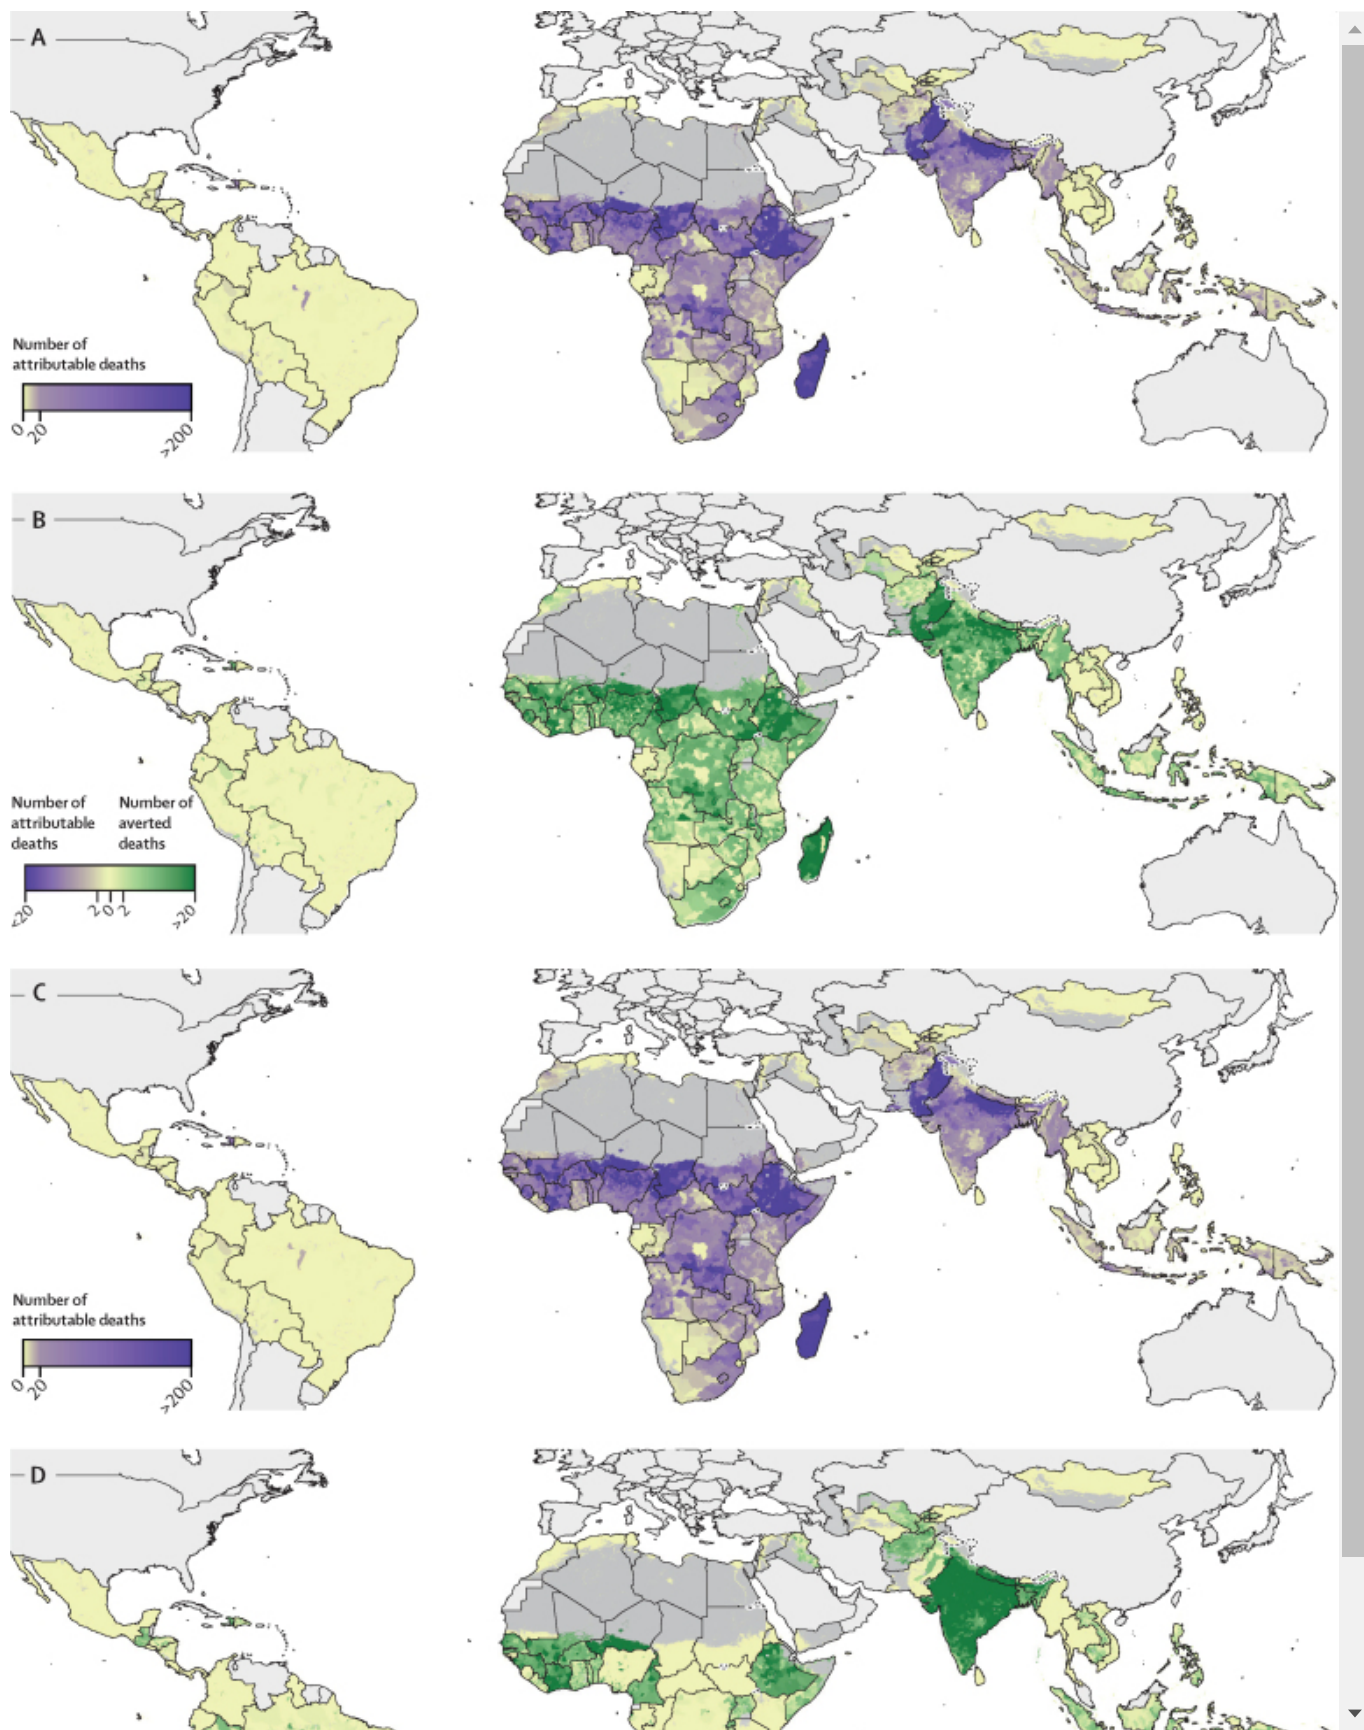 A
Number of
attributable deaths
0
20
>200
B
Number of
attributable
deaths
Number of
averted
deaths
<20
2
0
2
>20
C
Number of
attributable deaths
0
20
>200
D